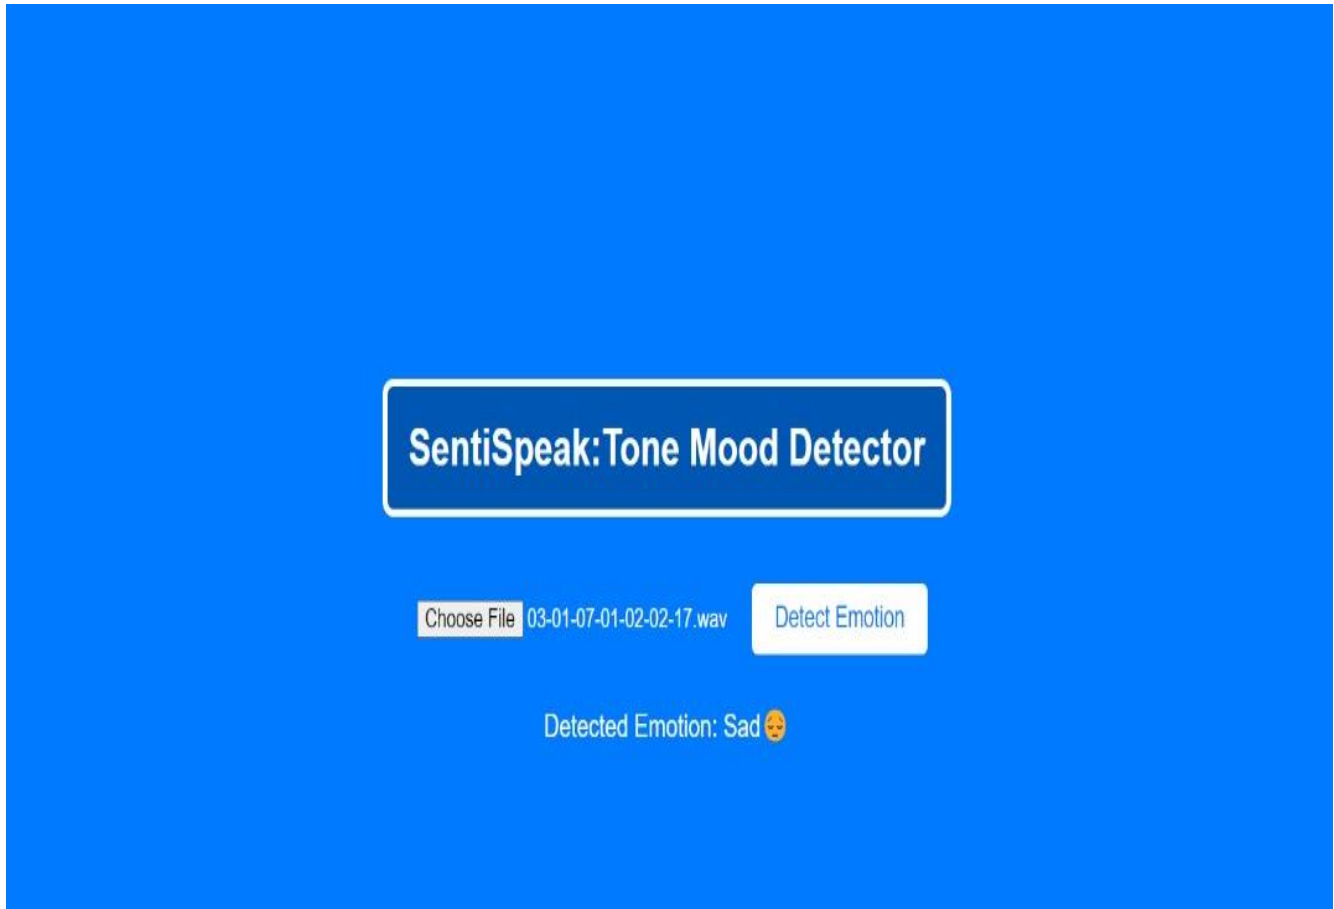 SentiSpeak:Tone Mood Detector
Choose File 03-01-07-01-02-02-17.wav Detect Emotion
Detected Emotion: Sad😔